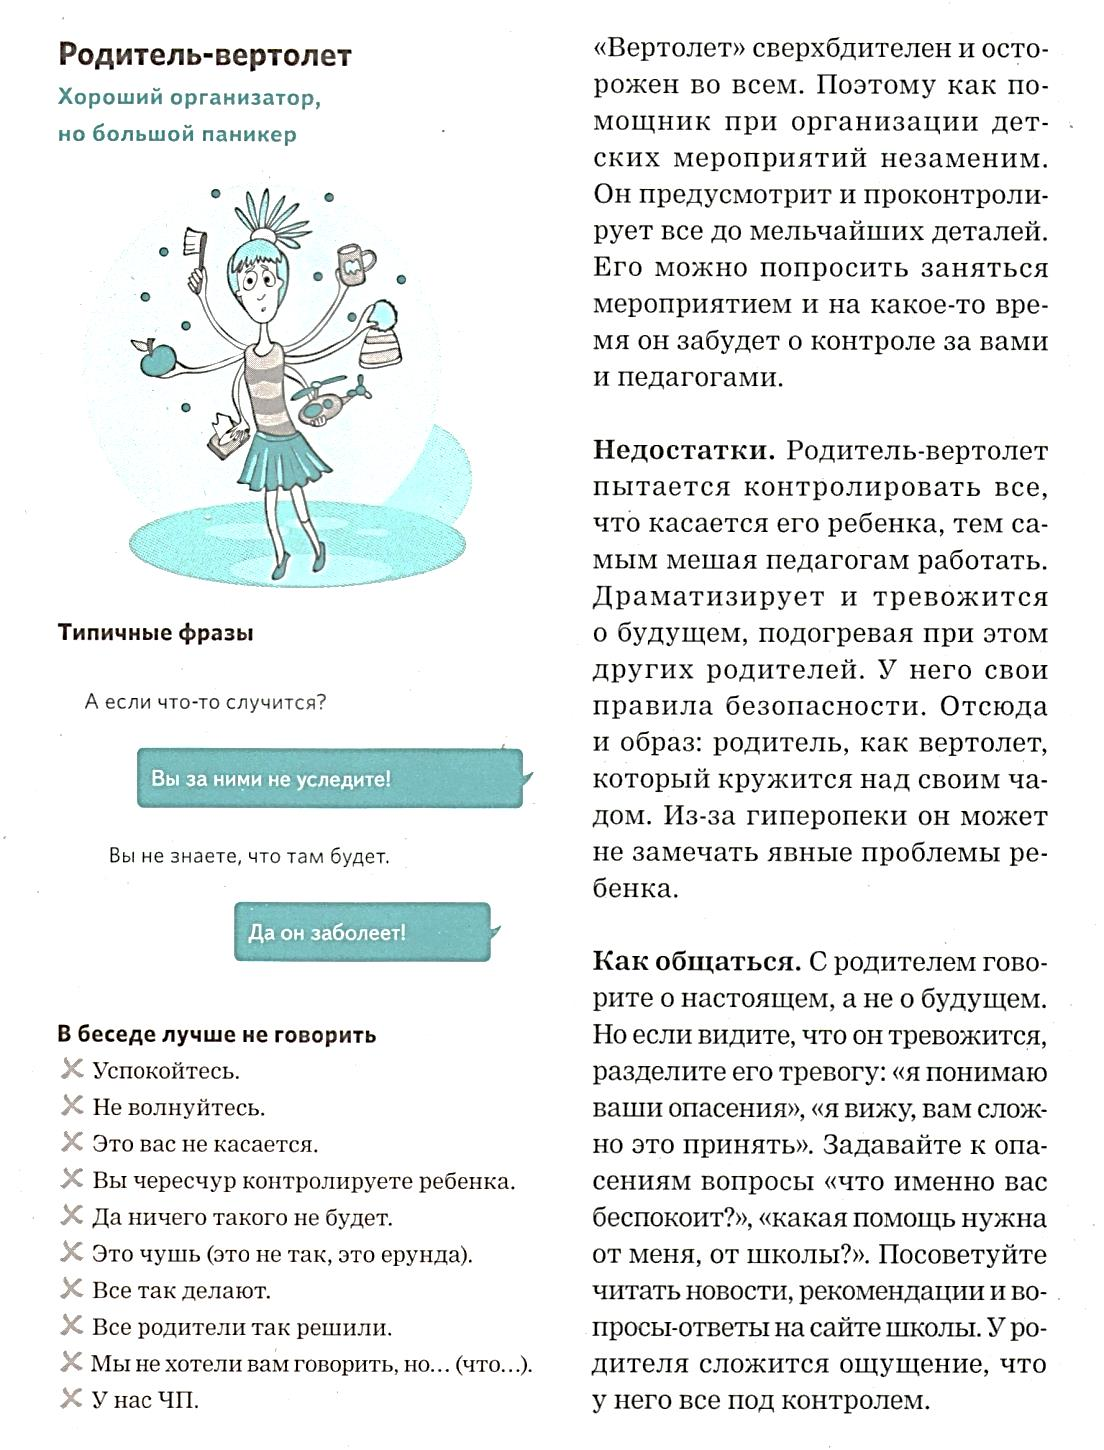 Родитель-вертолет
Хороший организатор,
но большой паникер
Типичные фразы
А если что-то случится?
Вы за ними не уследите!
Вы не знаете, что там будет.
Да он заболеет!
В беседе лучше не говорить
Успокойтесь.
Не волнуйтесь.
Это вас не касается.
Вы чересчур контролируете ребенка.
Да ничего такого не будет.
Это чушь (это не так, это ерунда).
Все так делают.
Все родители так решили.
Мы не хотели вам говорить, но... (что...).
У нас ЧП.
«Вертолет» сверхбдителен и осто-
рожен во всем. Поэтому как по-
мощник при организации дет-
ских мероприятий незаменим.
Он предусмотрит и проконтроли-
рует все до мельчайших деталей.
Его можно попросить заняться
мероприятием и на какое-то вре-
мя он забудет о контроле за вами
и педагогами.
Недостатки. Родитель-вертолет
пытается контролировать все,
что касается его ребенка, тем са-
мым мешая педагогам работать.
Драматизирует и тревожится
о будущем, подогревая при этом
других родителей. У него свои
правила безопасности. Отсюда
и образ: родитель, как вертолет,
который кружится над своим ча-
дом. Из-за гиперопеки он может
не замечать явные проблемы ре-
бенка.
Как общаться. С родителем гово-
рите о настоящем, а не о будущем.
Но если видите, что он тревожится,
разделите его тревогу: «я понимаю
ваши опасения», «я вижу, вам слож-
но это принять». Задавайте к опа-
сениям вопросы «что именно вас
беспокоит?», «какая помощь нужна
от меня, от школы?». Посоветуйте
читать новости, рекомендации и во-
просы-ответы на сайте школы. У ро-
дителя сложится ощущение, что
у него все под контролем.